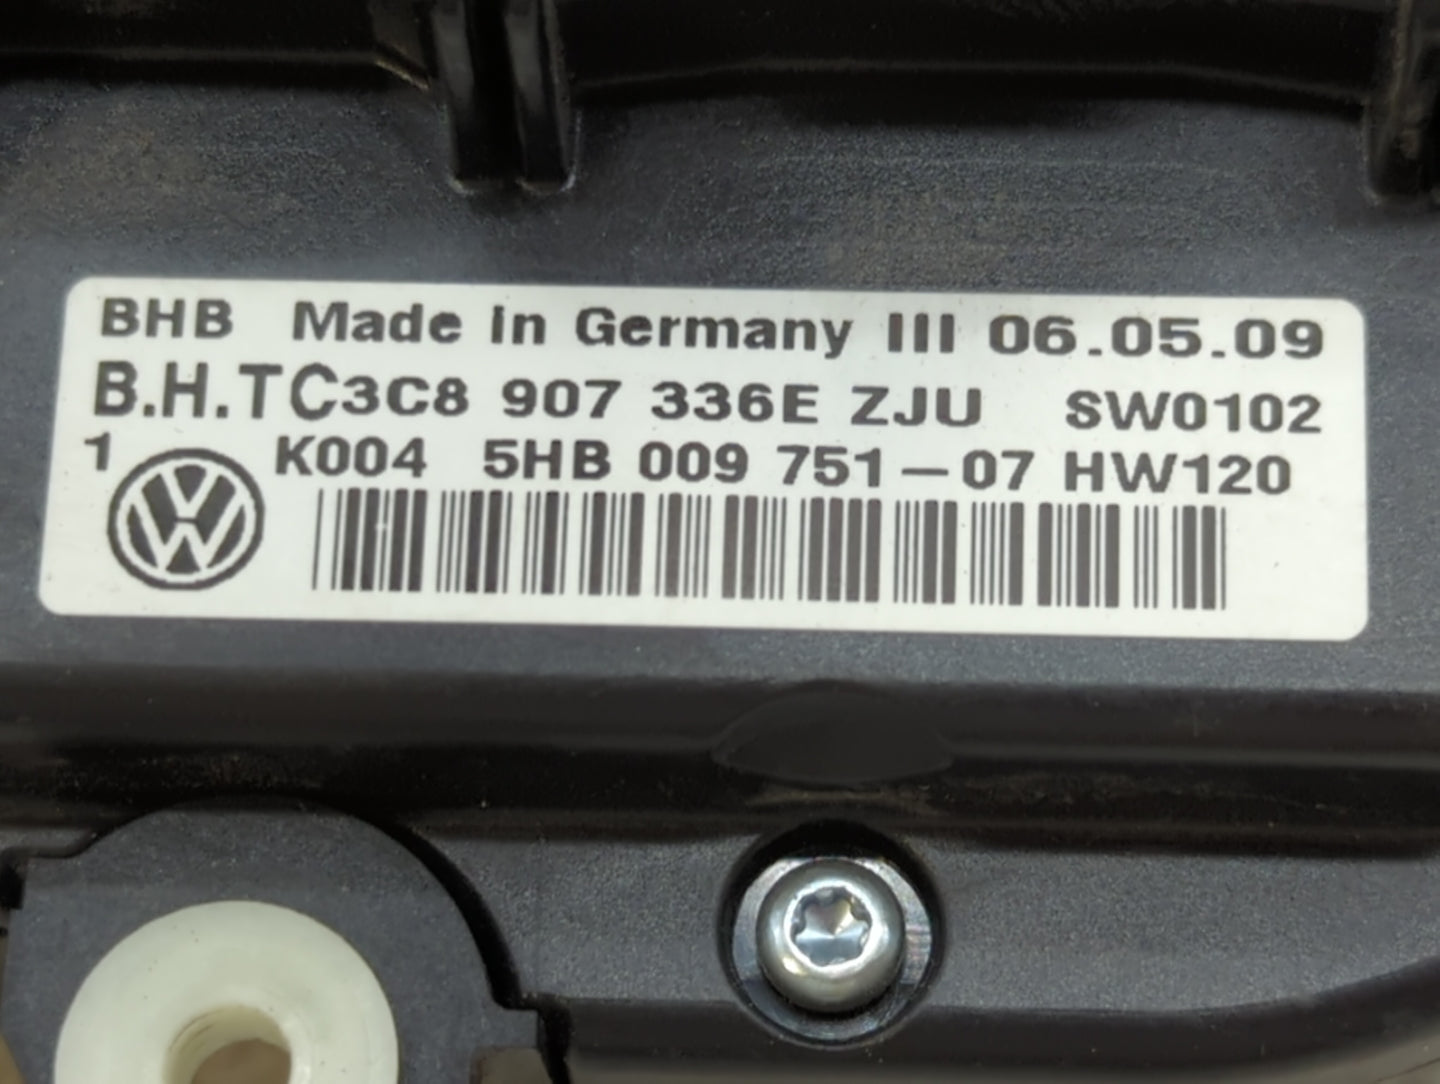 BHB Made in Germany III 06.05.09
B.H.TC3C8 907 336E ZJU SW0102
1 K004 5HB 009 751-07 HW120